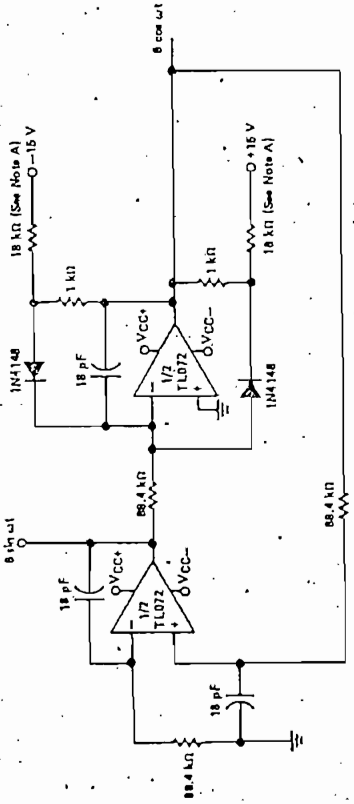 18 kΩ (See Note A)
−15 V
1N4148
1 kΩ
18 pF
VCC+
−
1/2
TL072
+
VCC−
88.4 kΩ
6 sin ωt
18 pF
VCC+
−
1/2
TL072
+
VCC−
88.4 kΩ
18 pF
1N4148
1 kΩ
18 kΩ (See Note A)
+15 V
88.4 kΩ
6 cos ωt